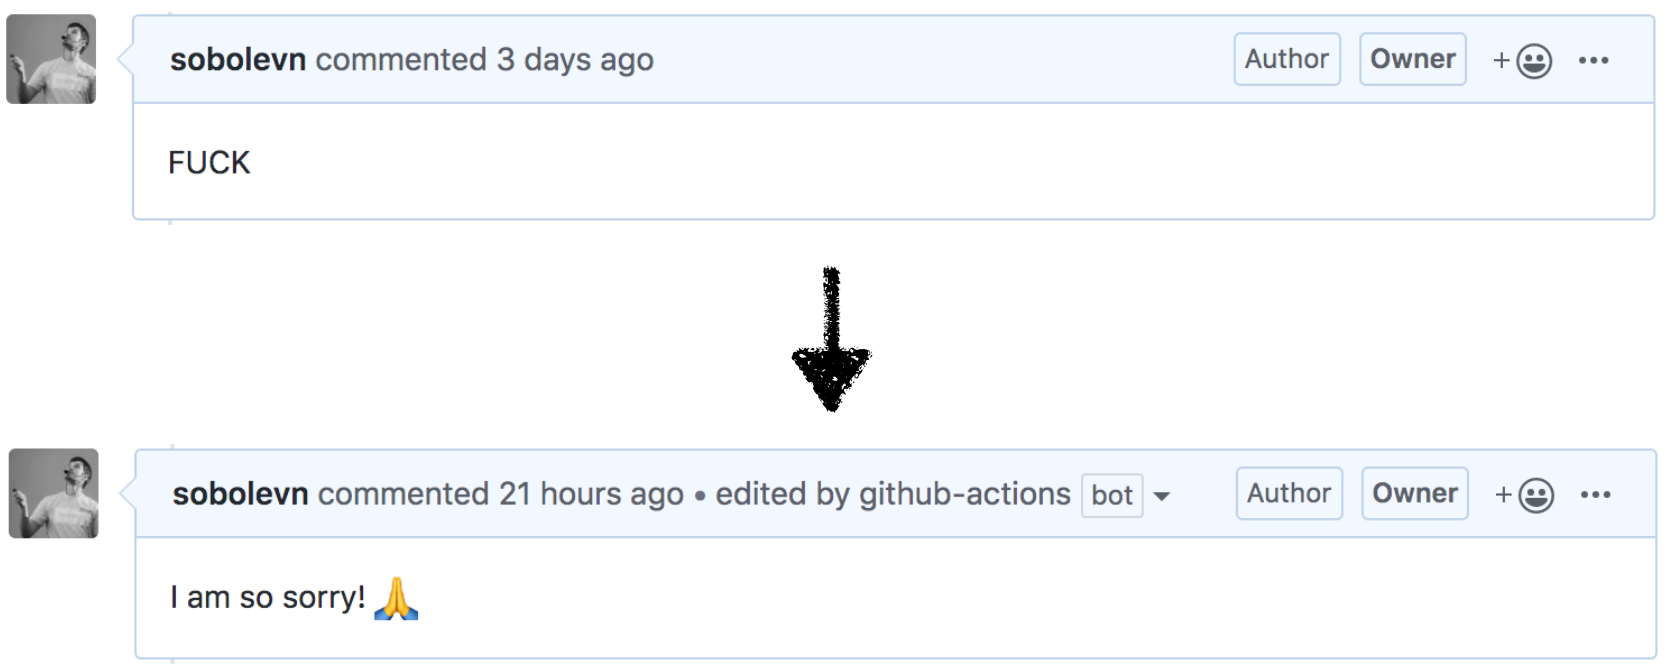 sobolevn commented 3 days ago Author Owner + ...
FUCK
sobolevn commented 21 hours ago • edited by github-actions bot Author Owner + ...
I am so sorry! 🙏